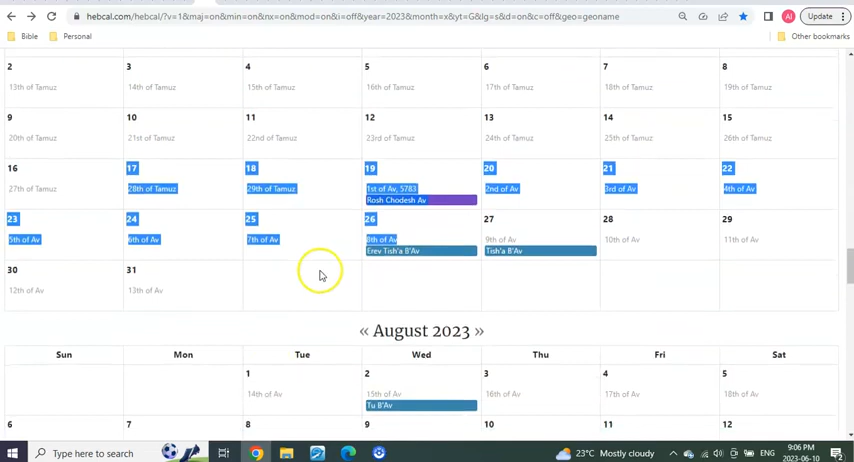 hebcal.com/hebcal/?v=1&maj=on&min=on&nx=on&mod=on&i=off&year=2023&month=x&yt=G&lg=s&d=on&c=off&geo=geoname
AI
Update
Bible
Personal
Other bookmarks
2 3 4 5 6 7 8
13th of Tamuz 14th of Tamuz 15th of Tamuz 16th of Tamuz 17th of Tamuz 18th of Tamuz 19th of Tamuz
9 10 11 12 13 14 15
20th of Tamuz 21st of Tamuz 22nd of Tamuz 23rd of Tamuz 24th of Tamuz 25th of Tamuz 26th of Tamuz
16 17 18 19 20 21 22
27th of Tamuz 28th of Tamuz 29th of Tamuz 1st of Av, 5783 2nd of Av 3rd of Av 4th of Av
Rosh Chodesh Av
23 24 25 26 27 28 29
5th of Av 6th of Av 7th of Av 8th of Av 9th of Av 10th of Av 11th of Av
Erev Tish'a B'Av Tish'a B'Av
30 31
12th of Av 13th of Av
« August 2023 »
Sun Mon Tue Wed Thu Fri Sat
1 2 3 4 5
14th of Av 15th of Av 16th of Av 17th of Av 18th of Av
Tu B'Av
6 7 8 9 10 11 12
Type here to search
23°C Mostly cloudy
ENG
9:06 PM
2023-06-10
2